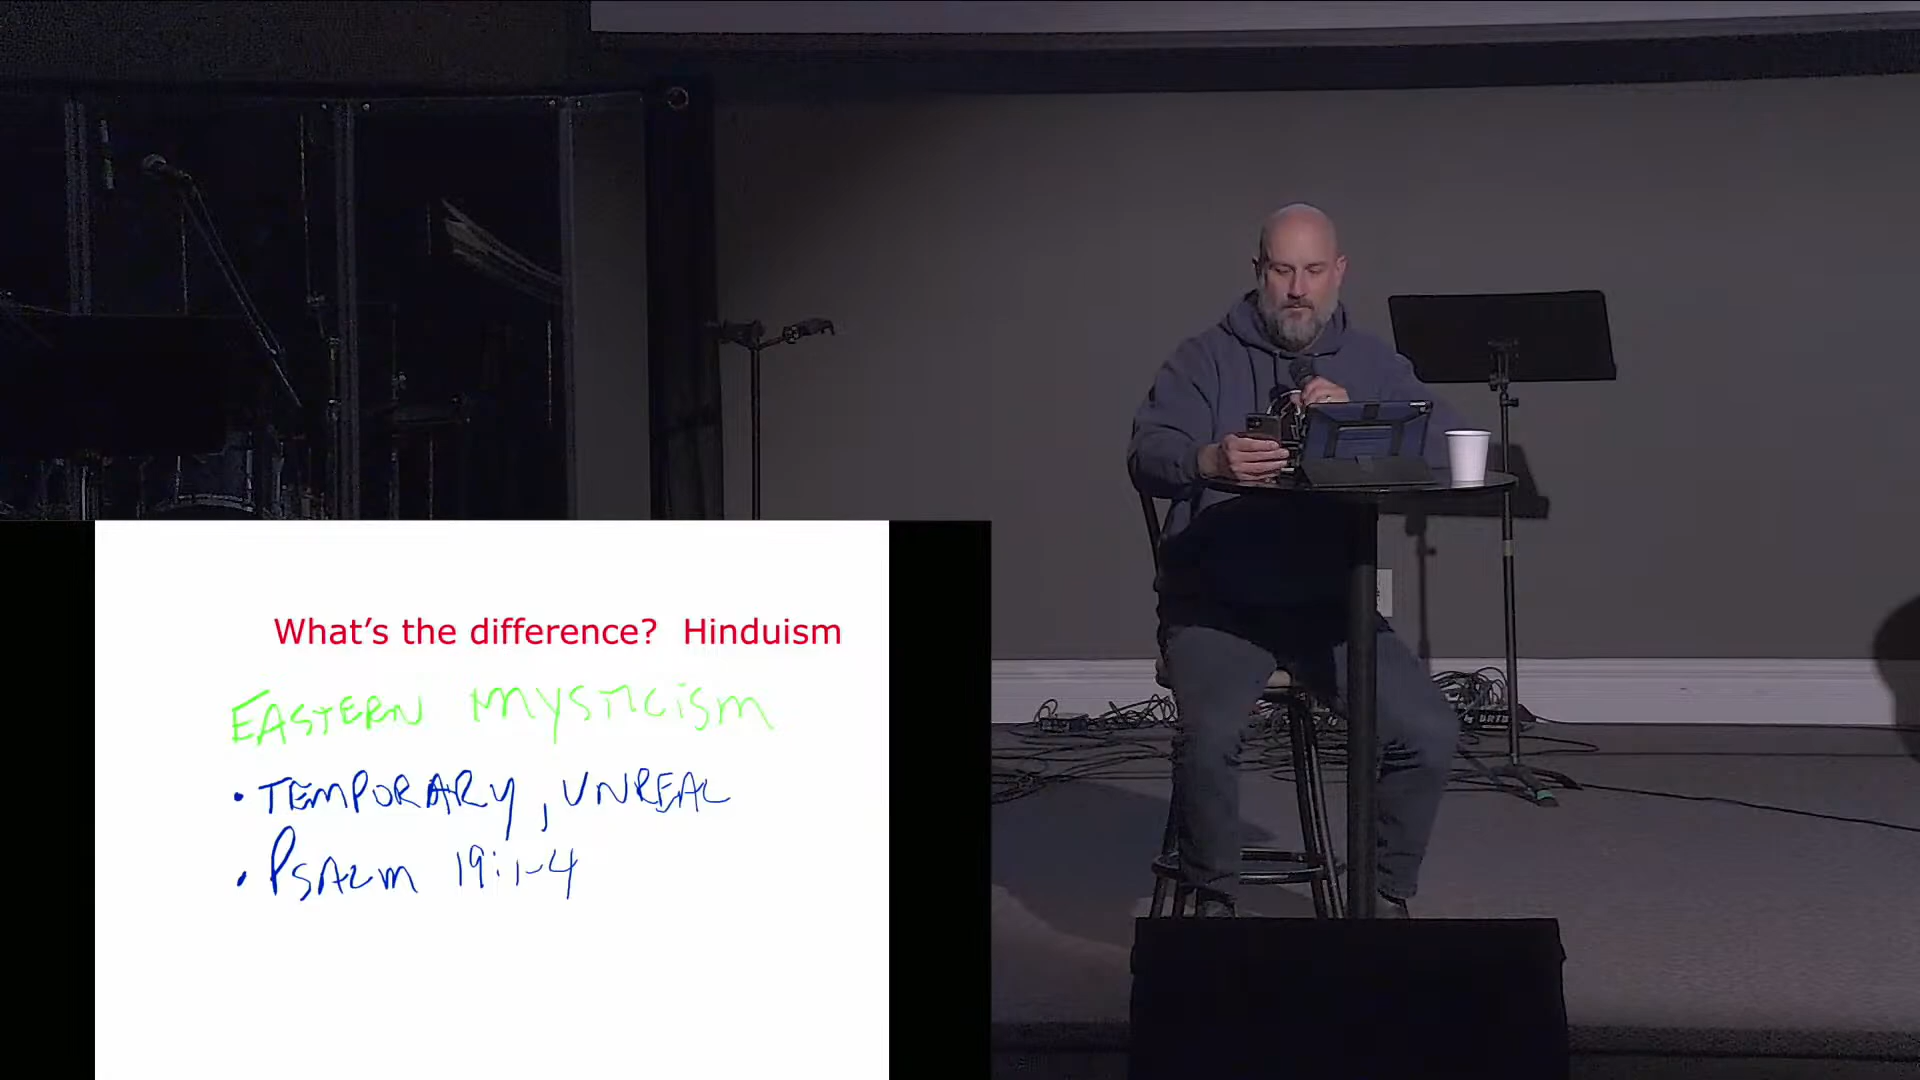 What's the difference? Hinduism
EASTERN MYSTICISM
• TEMPORARY, UNREAL
• PSALM 19:1-4